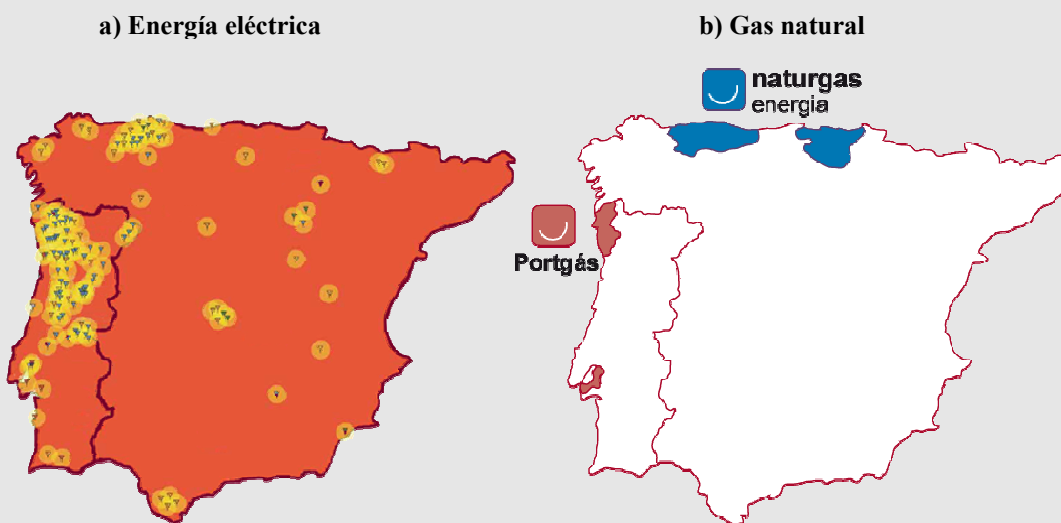 a) Energía eléctrica
b) Gas natural
naturgas
energia
Portgás